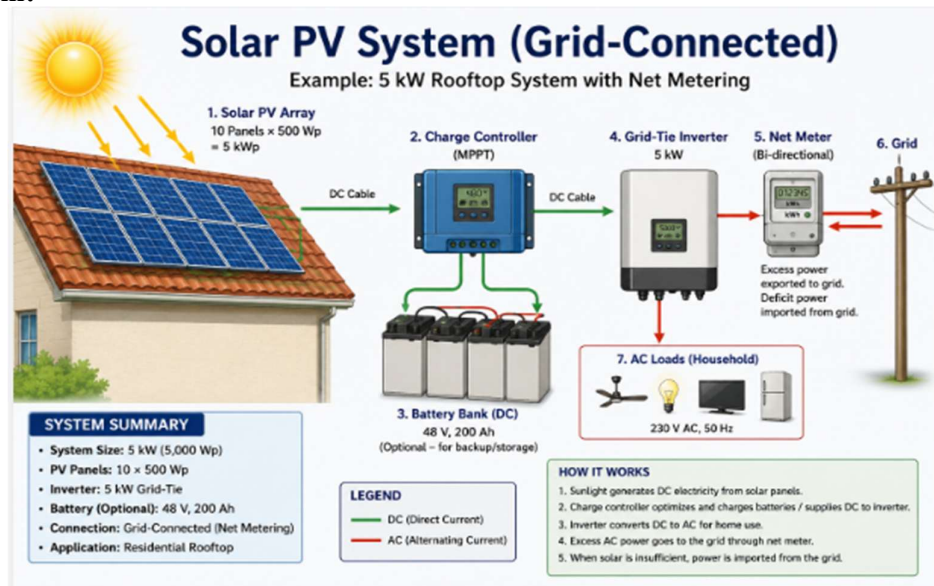 Solar PV System (Grid-Connected)
Example: 5 kW Rooftop System with Net Metering
1. Solar PV Array
10 Panels × 500 Wp
= 5 kWp
DC Cable
2. Charge Controller
(MPPT)
DC Cable
4. Grid-Tie Inverter
5 kW
5. Net Meter
(Bi-directional)
6. Grid
kWh
Excess power
exported to grid.
Deficit power
imported from grid.
3. Battery Bank (DC)
48 V, 200 Ah
(Optional – for backup/storage)
7. AC Loads (Household)
230 V AC, 50 Hz
SYSTEM SUMMARY
• System Size: 5 kW (5,000 Wp)
• PV Panels: 10 × 500 Wp
• Inverter: 5 kW Grid-Tie
• Battery (Optional): 48 V, 200 Ah
• Connection: Grid-Connected (Net Metering)
• Application: Residential Rooftop
LEGEND
DC (Direct Current)
AC (Alternating Current)
HOW IT WORKS
1. Sunlight generates DC electricity from solar panels.
2. Charge controller optimizes and charges batteries / supplies DC to inverter.
3. Inverter converts DC to AC for home use.
4. Excess AC power goes to the grid through net meter.
5. When solar is insufficient, power is imported from the grid.